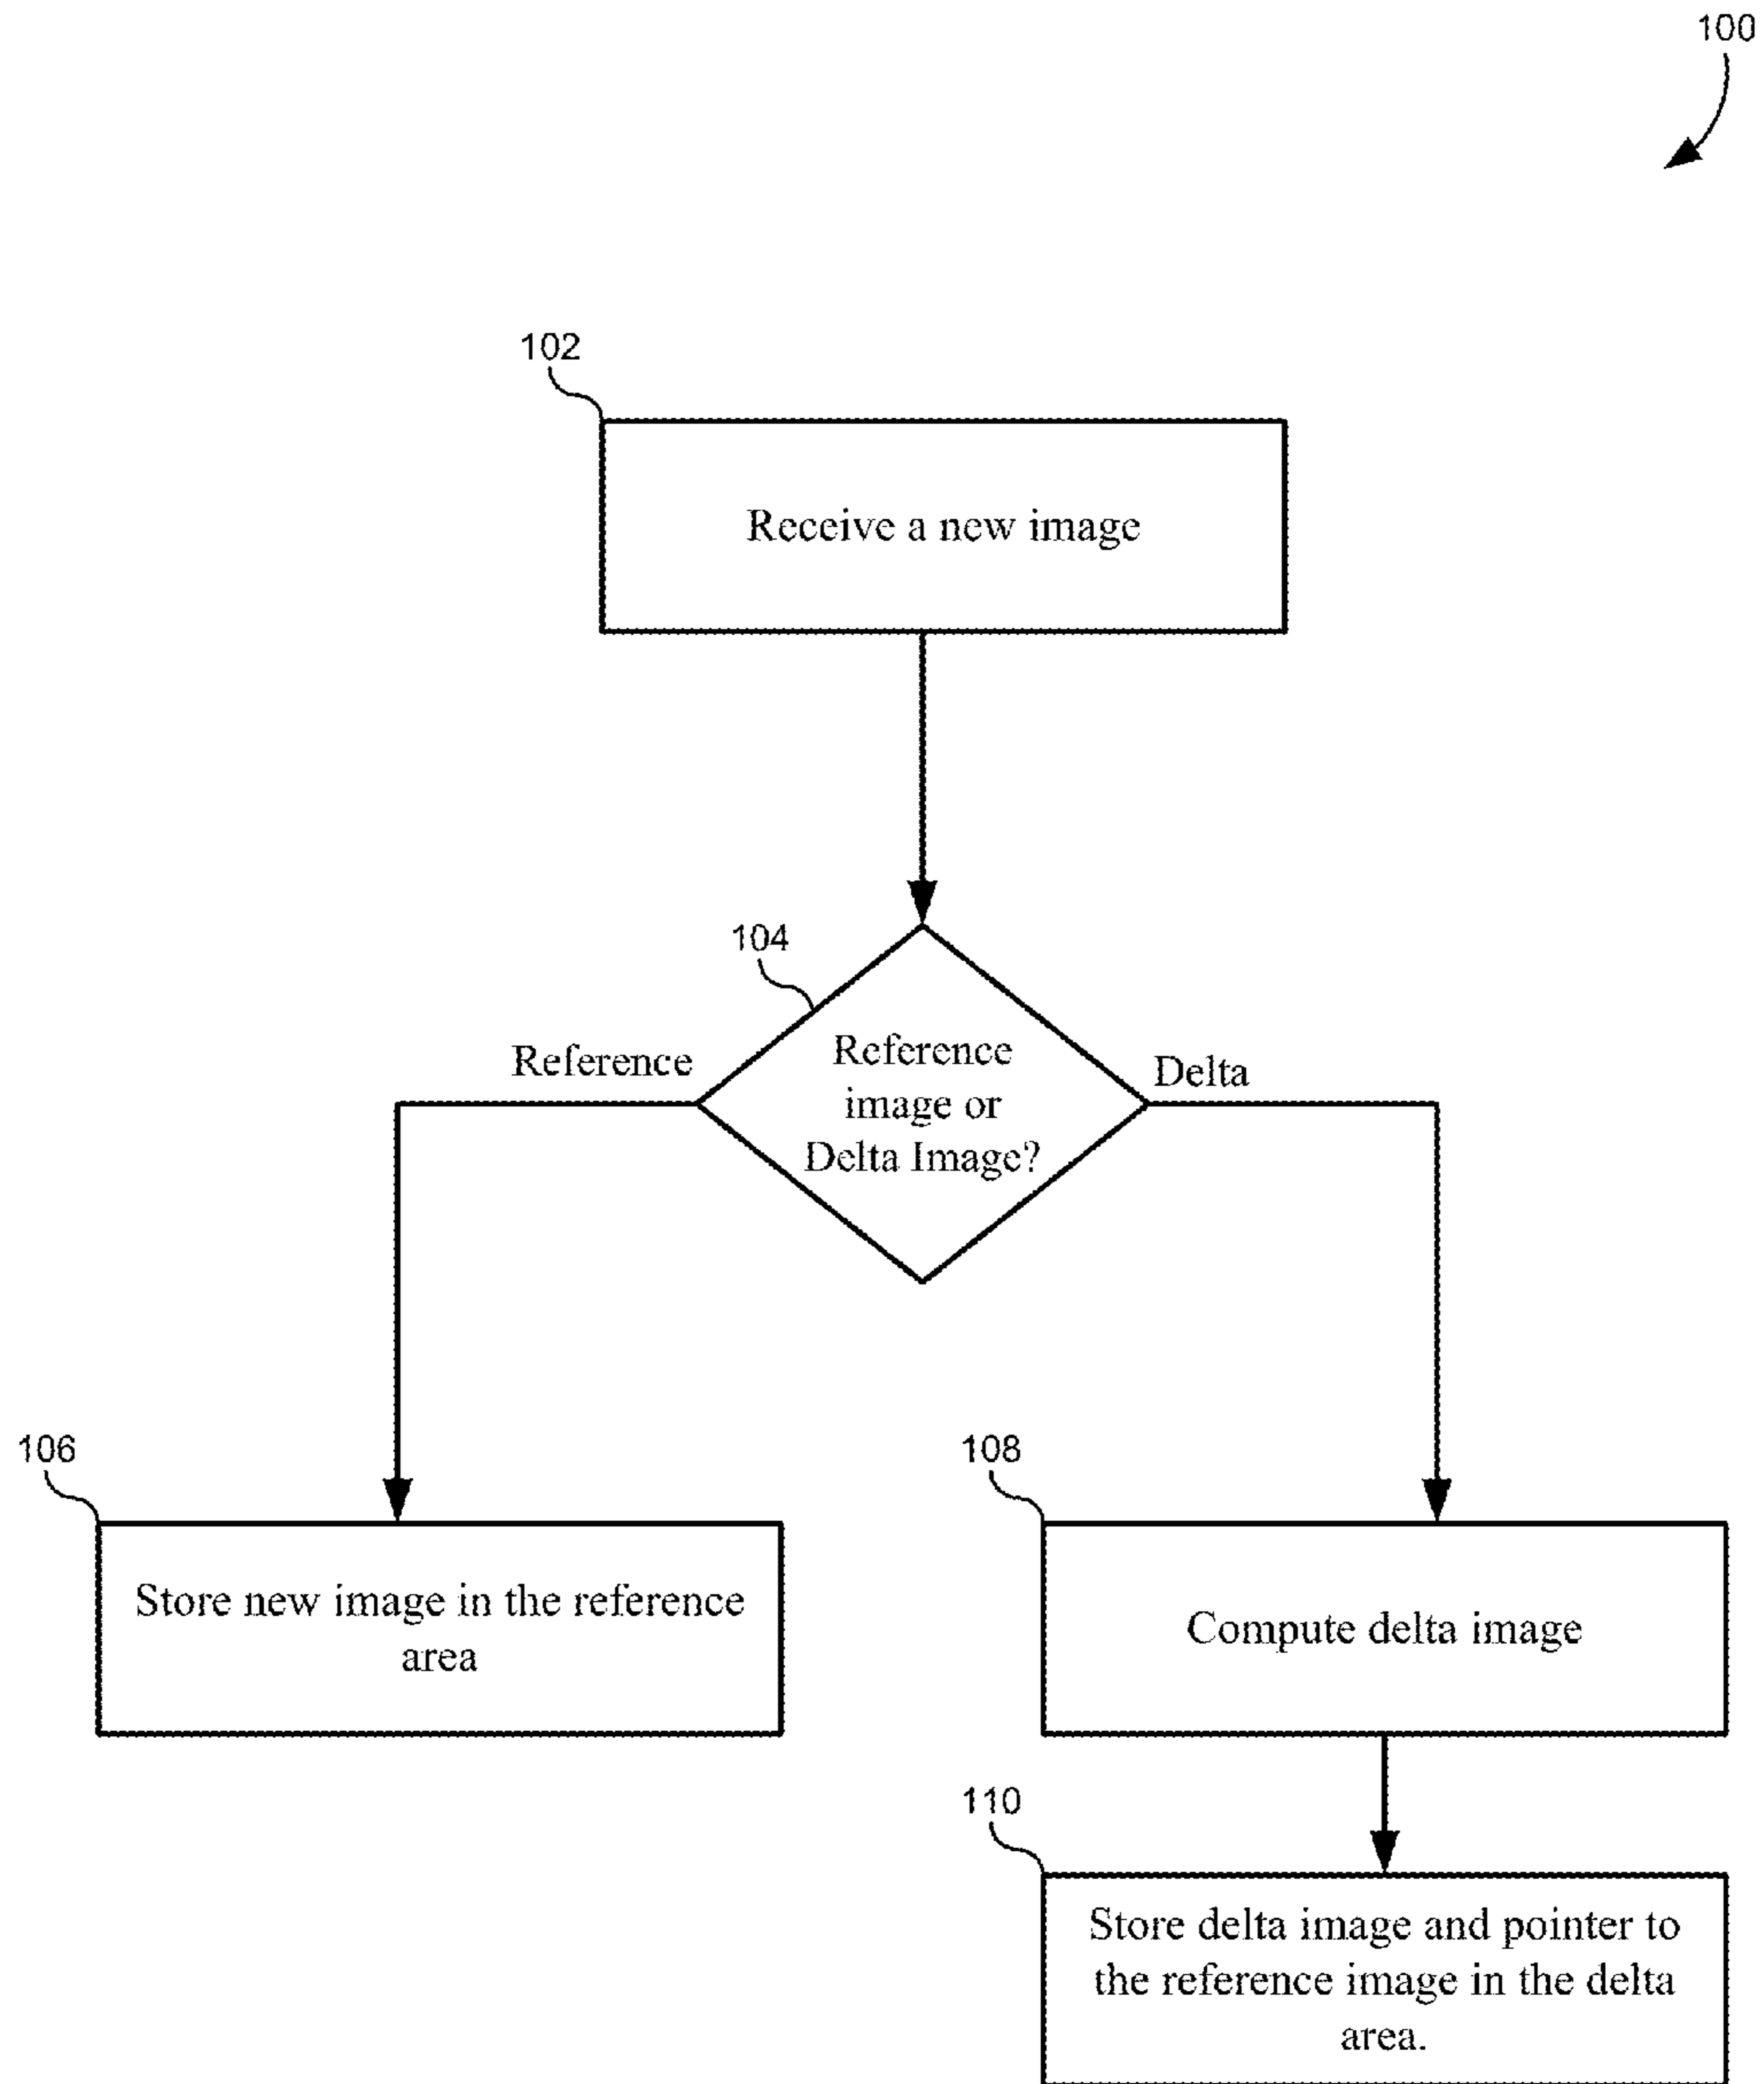 100
102
Receive a new image
104
Reference
Reference
image or
Delta Image?
Delta
106
Store new image in the reference
area
108
Compute delta image
110
Store delta image and pointer to
the reference image in the delta
area.